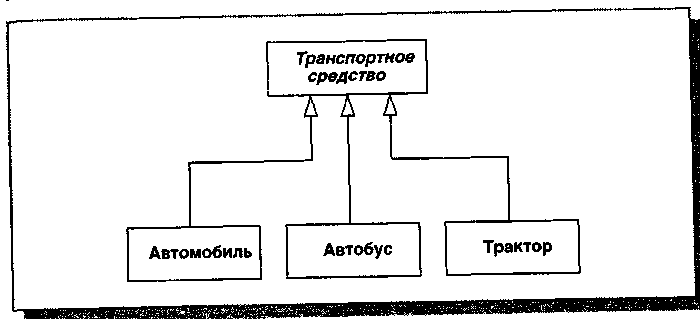 Транспортное
средство
Автомобиль
Автобус
Трактор